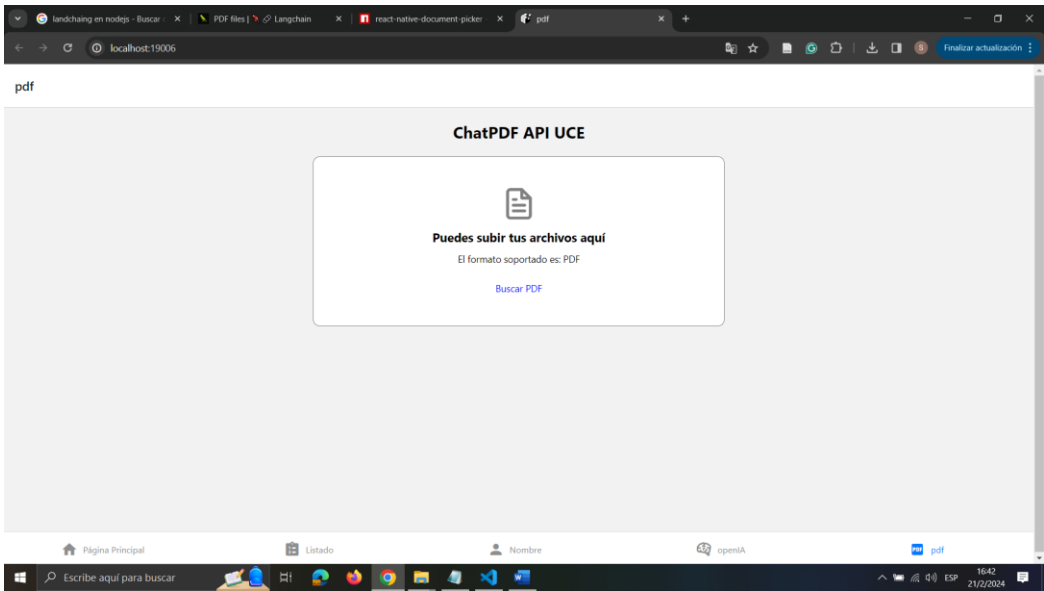 landchaing en nodejs - Buscar
PDF files | Langchain
react-native-document-picker
pdf
localhost:19006
S
Finalizar actualización
pdf
ChatPDF API UCE
Puedes subir tus archivos aquí
El formato soportado es: PDF
Buscar PDF
Página Principal
Listado
Nombre
openIA
PDF
pdf
Escribe aquí para buscar
ESP
16:42
21/2/2024